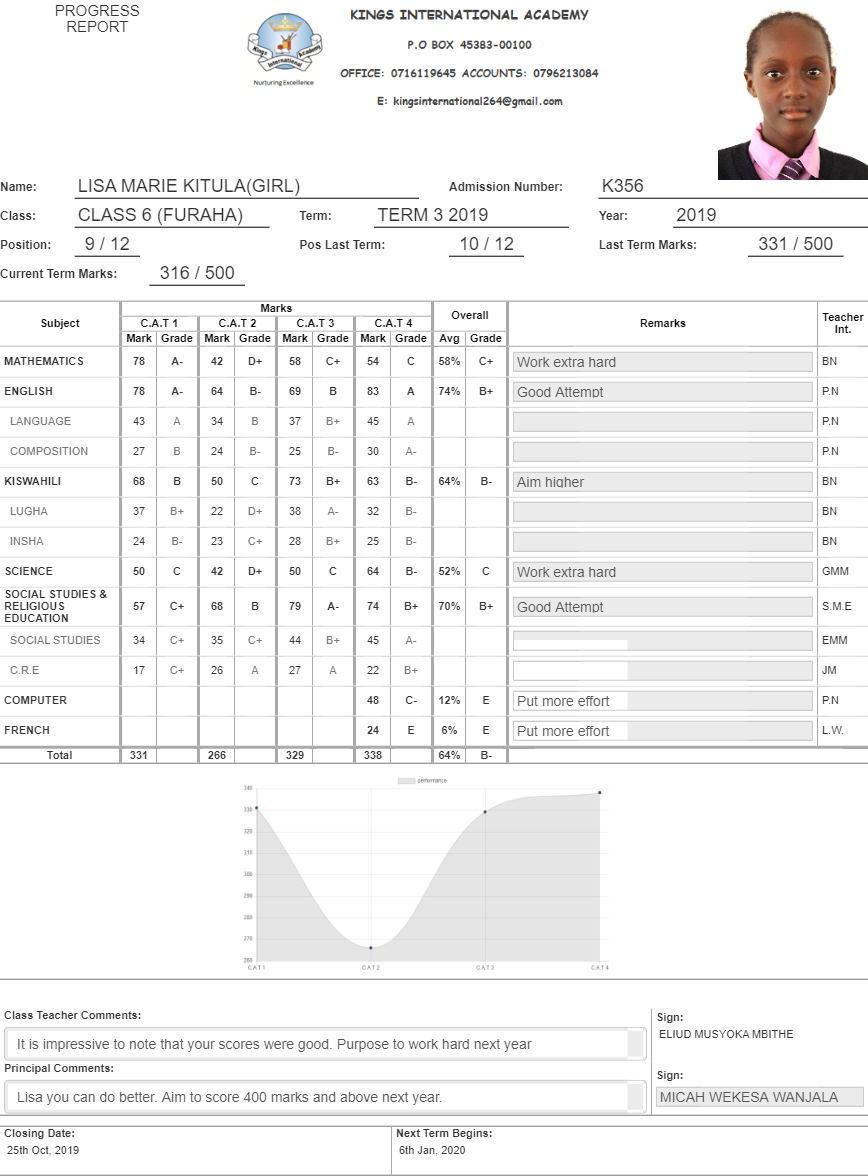 PROGRESS
REPORT
KINGS INTERNATIONAL ACADEMY
P.O BOX 45383-00100
OFFICE: 0716119645 ACCOUNTS: 0796213084
E: kingsinternational264@gmail.com
Kings Academy
International
Nurturing Excellence
Name: LISA MARIE KITULA(GIRL) Admission Number: K356
Class: CLASS 6 (FURAHA) Term: TERM 3 2019 Year: 2019
Position: 9 / 12 Pos Last Term: 10 / 12 Last Term Marks: 331 / 500
Current Term Marks: 316 / 500
Subject Marks Overall Remarks Teacher Int.
C.A.T 1 C.A.T 2 C.A.T 3 C.A.T 4
Mark Grade Mark Grade Mark Grade Mark Grade Avg Grade
MATHEMATICS 78 A- 42 D+ 58 C+ 54 C 58% C+ Work extra hard BN
ENGLISH 78 A- 64 B- 69 B 83 A 74% B+ Good Attempt P.N
LANGUAGE 43 A 34 B 37 B+ 45 A P.N
COMPOSITION 27 B 24 B- 25 B- 30 A- P.N
KISWAHILI 68 B 50 C 73 B+ 63 B- 64% B- Aim higher BN
LUGHA 37 B+ 22 D+ 38 A- 32 B- BN
INSHA 24 B- 23 C+ 28 B+ 25 B- BN
SCIENCE 50 C 42 D+ 50 C 64 B- 52% C Work extra hard GMM
SOCIAL STUDIES &
RELIGIOUS
EDUCATION 57 C+ 68 B 79 A- 74 B+ 70% B+ Good Attempt S.M.E
SOCIAL STUDIES 34 C+ 35 C+ 44 B+ 45 A- EMM
C.R.E 17 C+ 26 A 27 A 22 B+ JM
COMPUTER 48 C- 12% E Put more effort P.N
FRENCH 24 E 6% E Put more effort L.W.
Total 331 266 329 338 64% B-
performance
340
330
320
310
300
290
280
270
260
C.A.T 1 C.A.T 2 C.A.T 3 C.A.T 4
Class Teacher Comments:
It is impressive to note that your scores were good. Purpose to work hard next year
Sign:
ELIUD MUSYOKA MBITHE
Principal Comments:
Lisa you can do better. Aim to score 400 marks and above next year.
Sign:
MICAH WEKESA WANJALA
Closing Date:
25th Oct, 2019
Next Term Begins:
6th Jan, 2020